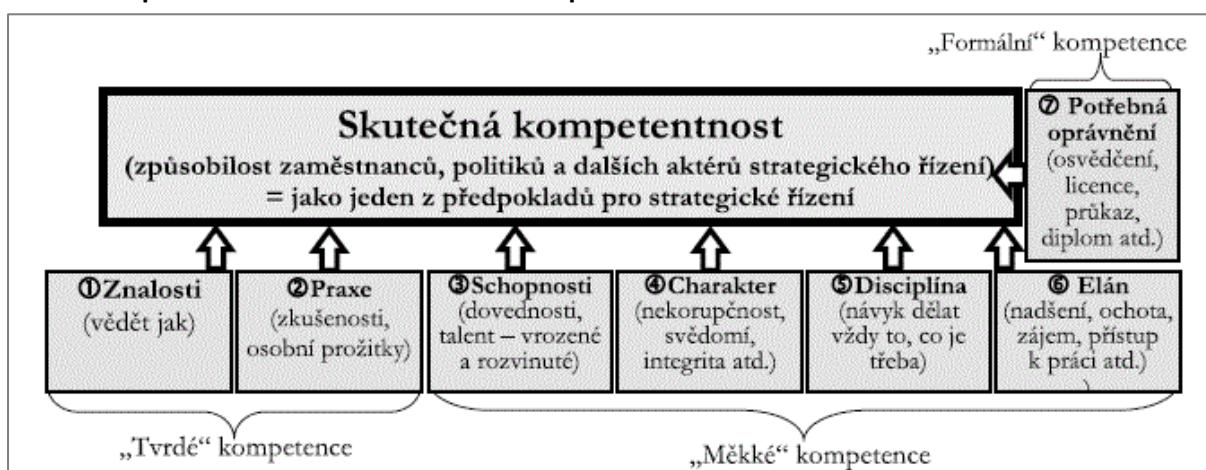 „Formální“ kompetence
Skutečná kompetentnost
(způsobilost zaměstnanců, politiků a dalších aktérů strategického řízení)
= jako jeden z předpokladů pro strategické řízení
⑦ Potřebná
oprávnění
(osvědčení,
licence,
průkaz,
diplom atd.)
①Znalosti
(vědět jak)
②Praxe
(zkušenosti,
osobní prožitky)
③Schopnosti
(dovednosti,
talent – vrozené
a rozvinuté)
④Charakter
(nekorupčnost,
svědomí,
integrita atd.)
⑤Disciplína
(návyk dělat
vždy to, co je
třeba)
⑥ Elán
(nadšení, ochota,
zájem, přístup
k práci atd.)
)
„Tvrdé“ kompetence
„Měkké“ kompetence